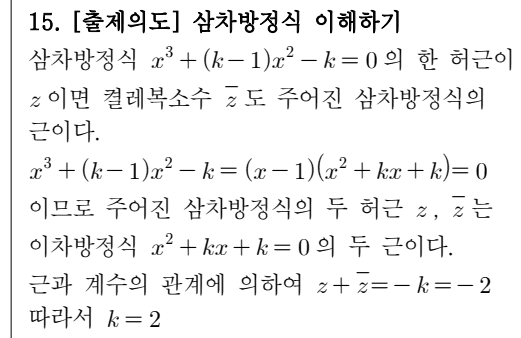 15. [출제의도] 삼차방정식 이해하기
삼차방정식 x³+(k−1)x²−k=0 의 한 허근이
z 이면 켤레복소수 z̅ 도 주어진 삼차방정식의
근이다.
x³+(k−1)x²−k=(x−1)(x²+kx+k)=0
이므로 주어진 삼차방정식의 두 허근 z, z̅ 는
이차방정식 x²+kx+k=0 의 두 근이다.
근과 계수의 관계에 의하여 z+z̅=−k=−2
따라서 k=2